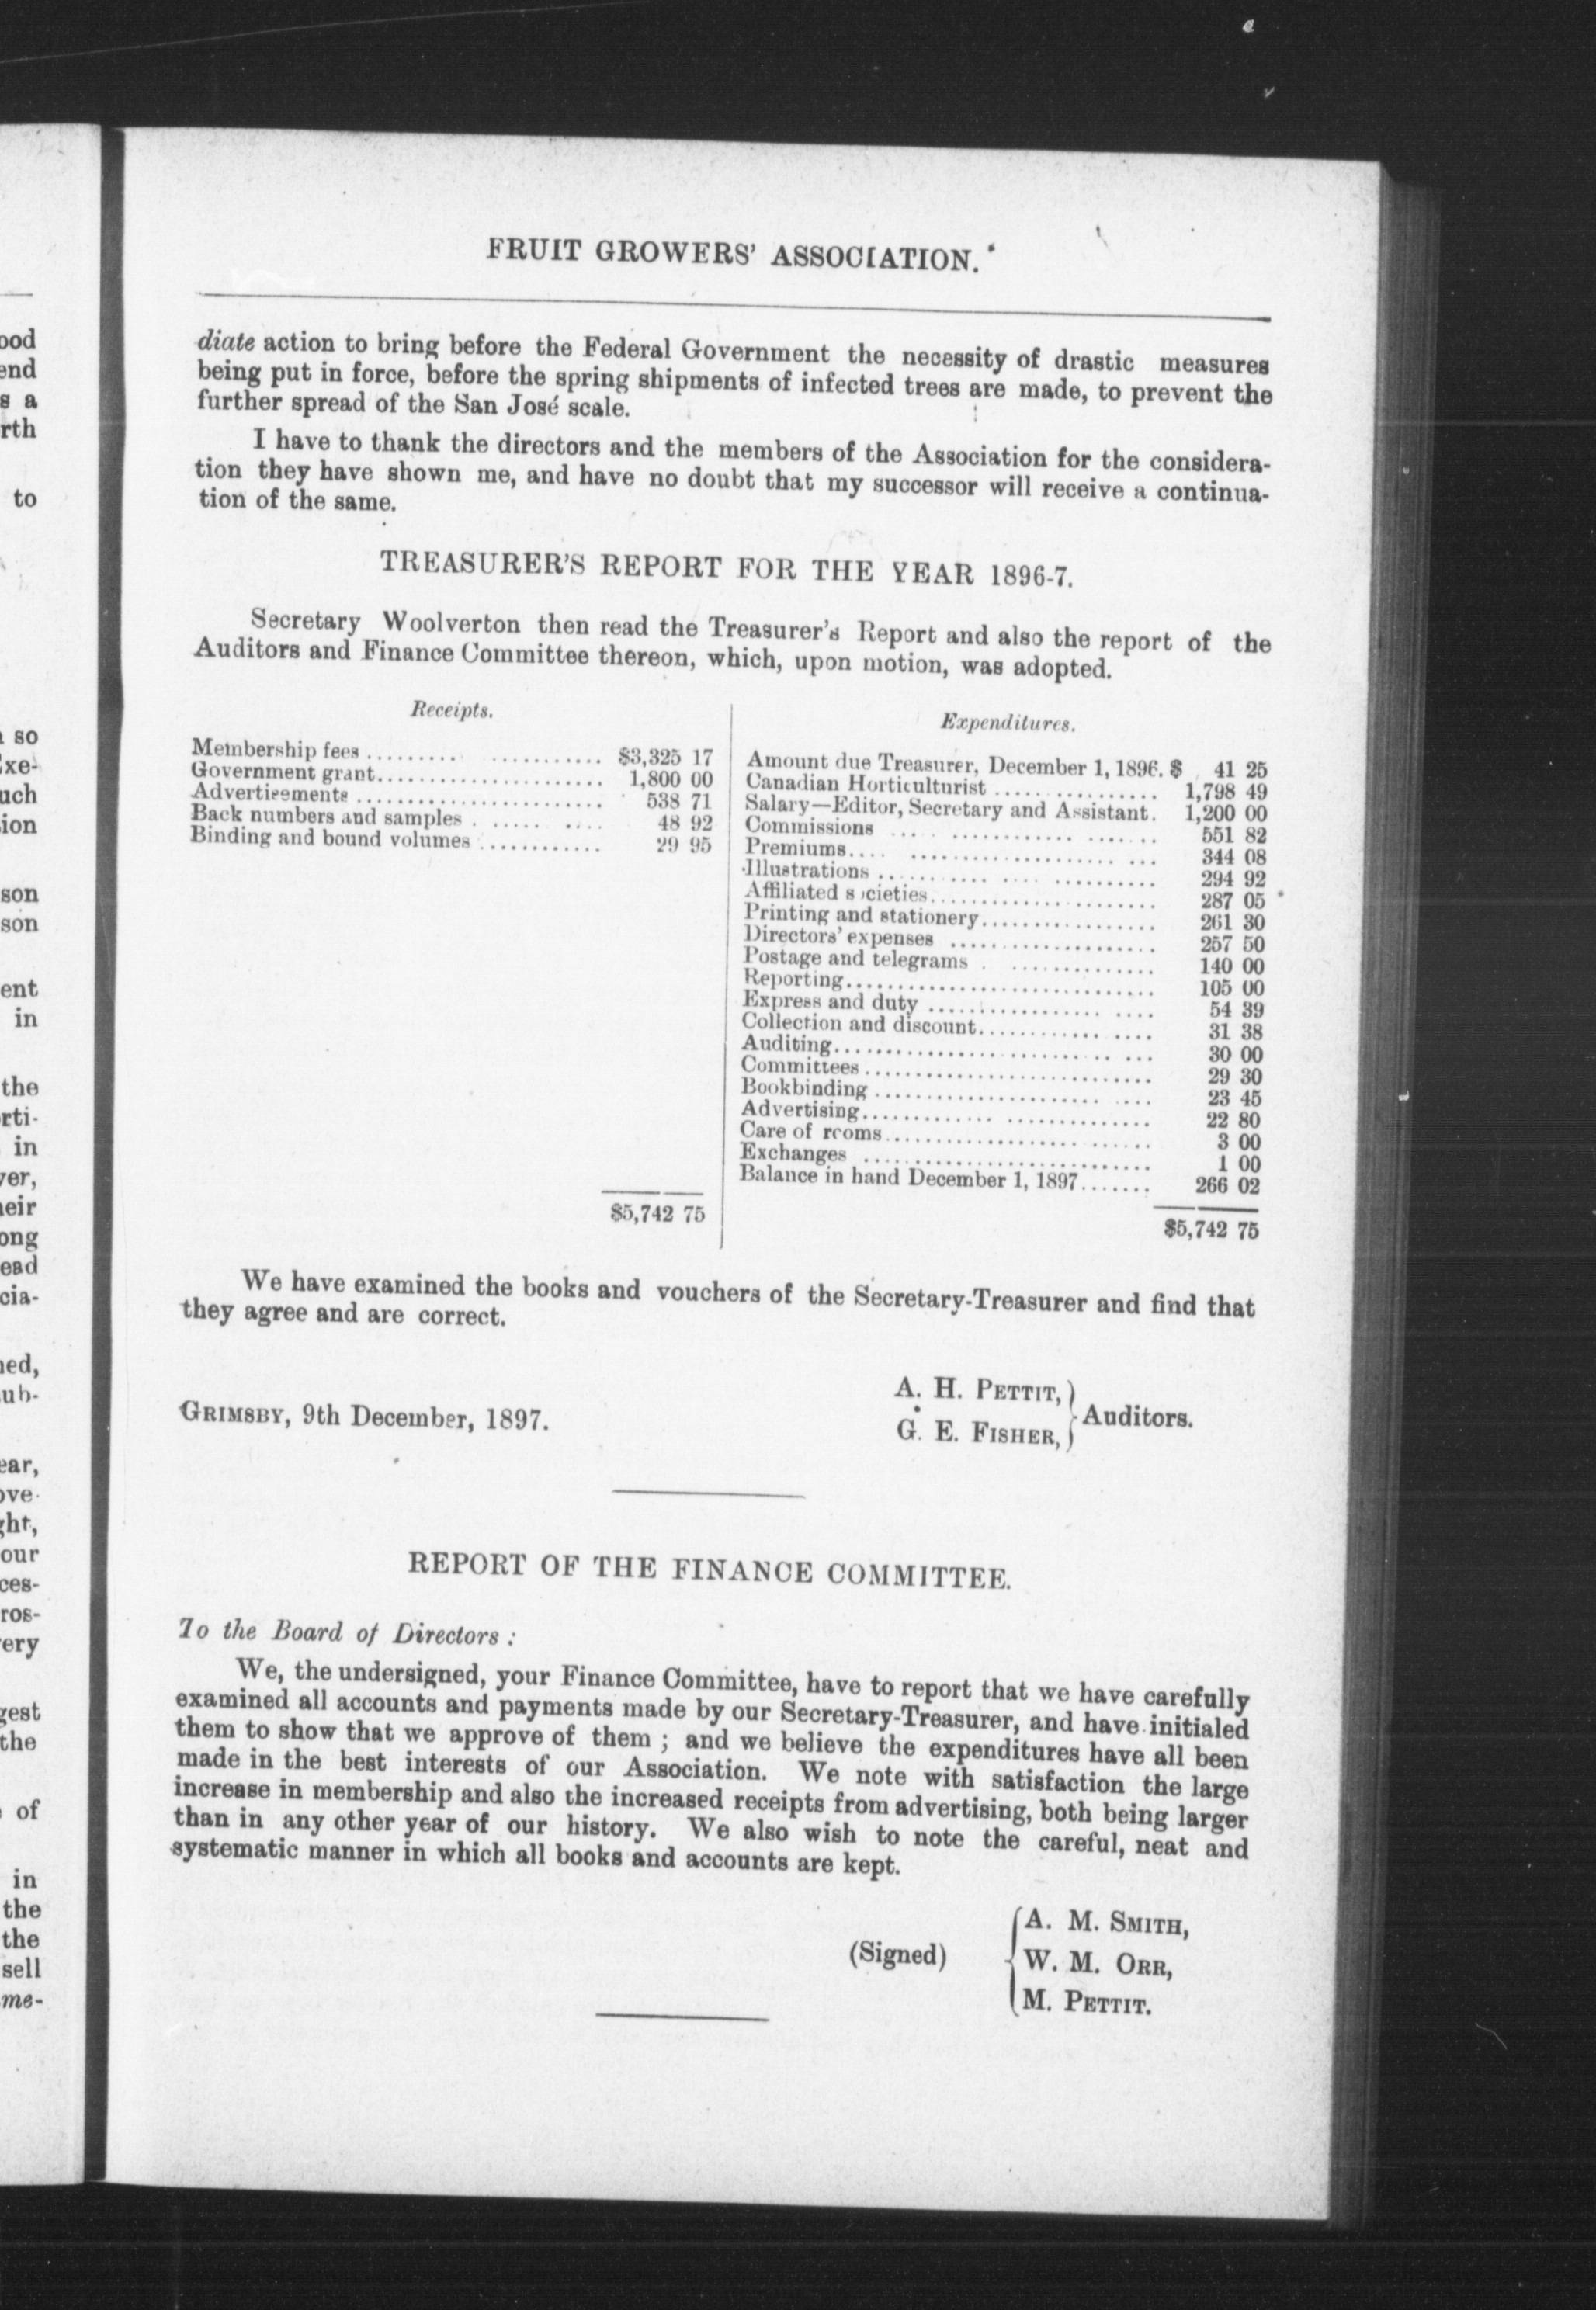 FRUIT GROWERS' ASSOCIATION.
diate action to bring before the Federal Government the necessity of drastic measures
being put in force, before the spring shipments of infected trees are made, to prevent the
further spread of the San José scale.
I have to thank the directors and the members of the Association for the considera-
tion they have shown me, and have no doubt that my successor will receive a continua-
tion of the same.
TREASURER'S REPORT FOR THE YEAR 1896-7.
Secretary Woolverton then read the Treasurer's Report and also the report of the
Auditors and Finance Committee thereon, which, upon motion, was adopted.
Receipts.
Membership fees $3,325 17
Government grant 1,800 00
Advertisements 538 71
Back numbers and samples 48 92
Binding and bound volumes 29 95
$5,742 75
Expenditures.
Amount due Treasurer, December 1, 1896. $ 41 25
Canadian Horticulturist 1,798 49
Salary—Editor, Secretary and Assistant. 1,200 00
Commissions 551 82
Premiums 344 08
Illustrations 294 92
Affiliated societies 287 05
Printing and stationery 261 30
Directors' expenses 257 50
Postage and telegrams 140 00
Reporting 105 00
Express and duty 54 39
Collection and discount 31 38
Auditing 30 00
Committees 29 30
Bookbinding 23 45
Advertising 22 80
Care of rooms 3 00
Exchanges 1 00
Balance in hand December 1, 1897 266 02
$5,742 75
We have examined the books and vouchers of the Secretary-Treasurer and find that
they agree and are correct.
A. H. PETTIT,
G. E. FISHER, } Auditors.
GRIMSBY, 9th December, 1897.
REPORT OF THE FINANCE COMMITTEE.
To the Board of Directors :
We, the undersigned, your Finance Committee, have to report that we have carefully
examined all accounts and payments made by our Secretary-Treasurer, and have initialed
them to show that we approve of them ; and we believe the expenditures have all been
made in the best interests of our Association. We note with satisfaction the large
increase in membership and also the increased receipts from advertising, both being larger
than in any other year of our history. We also wish to note the careful, neat and
systematic manner in which all books and accounts are kept.
(Signed)
A. M. SMITH,
W. M. ORR,
M. PETTIT.